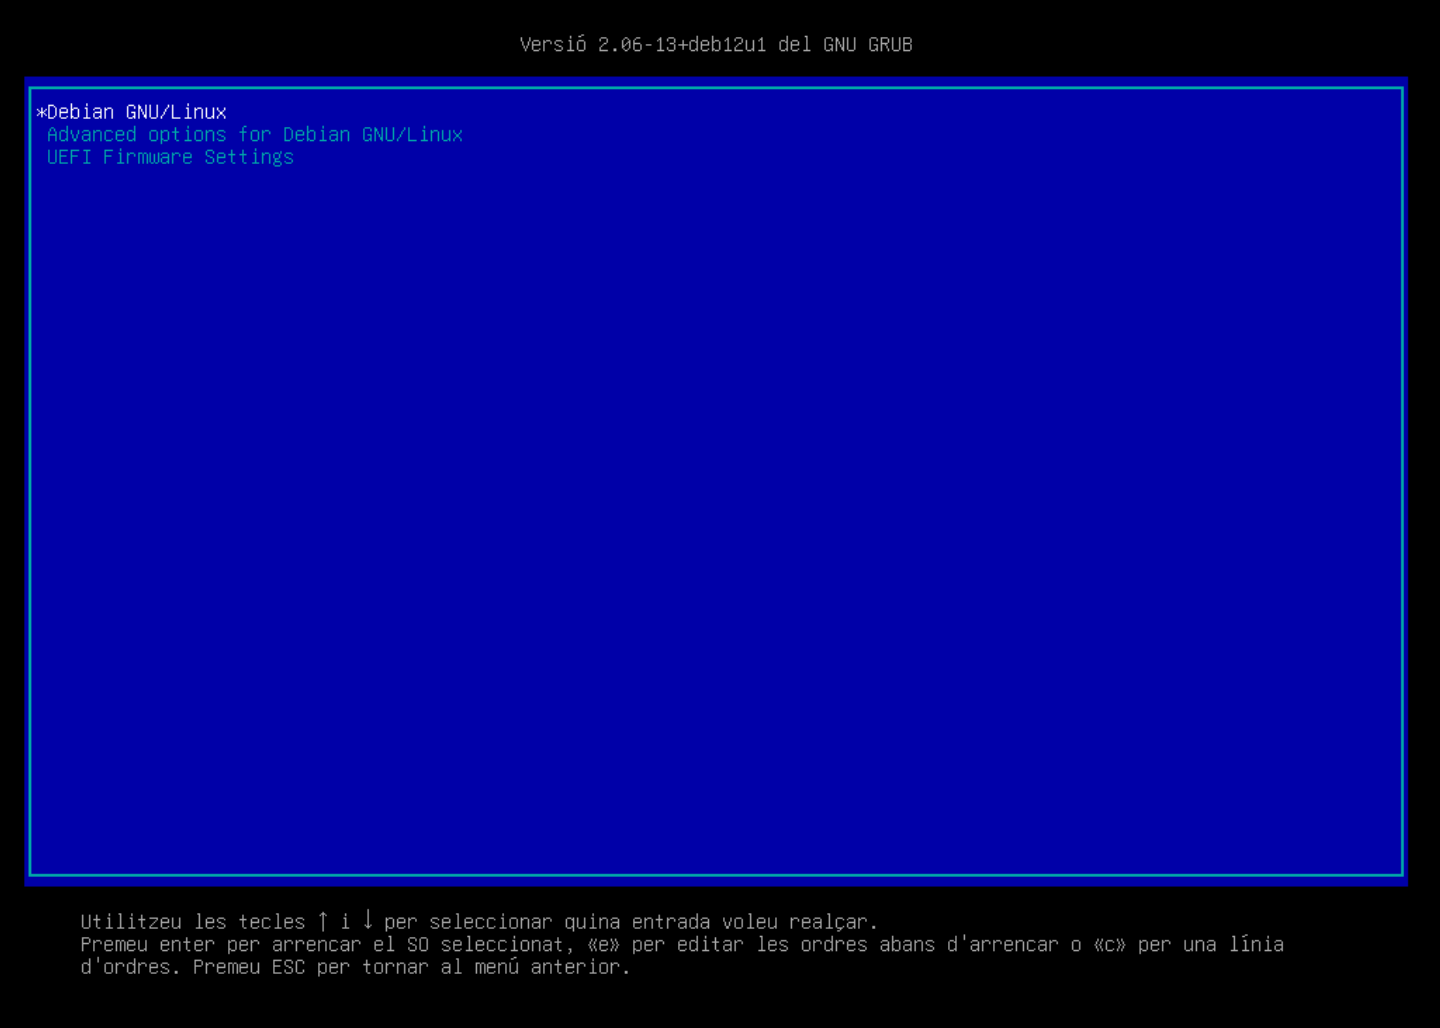 Versió 2.06-13+deb12u1 del GNU GRUB
*Debian GNU/Linux
Advanced options for Debian GNU/Linux
UEFI Firmware Settings
Utilitzeu les tecles ↑ i ↓ per seleccionar quina entrada voleu realçar.
Premeu enter per arrencar el SO seleccionat, «e» per editar les ordres abans d'arrencar o «c» per una línia
d'ordres. Premeu ESC per tornar al menú anterior.